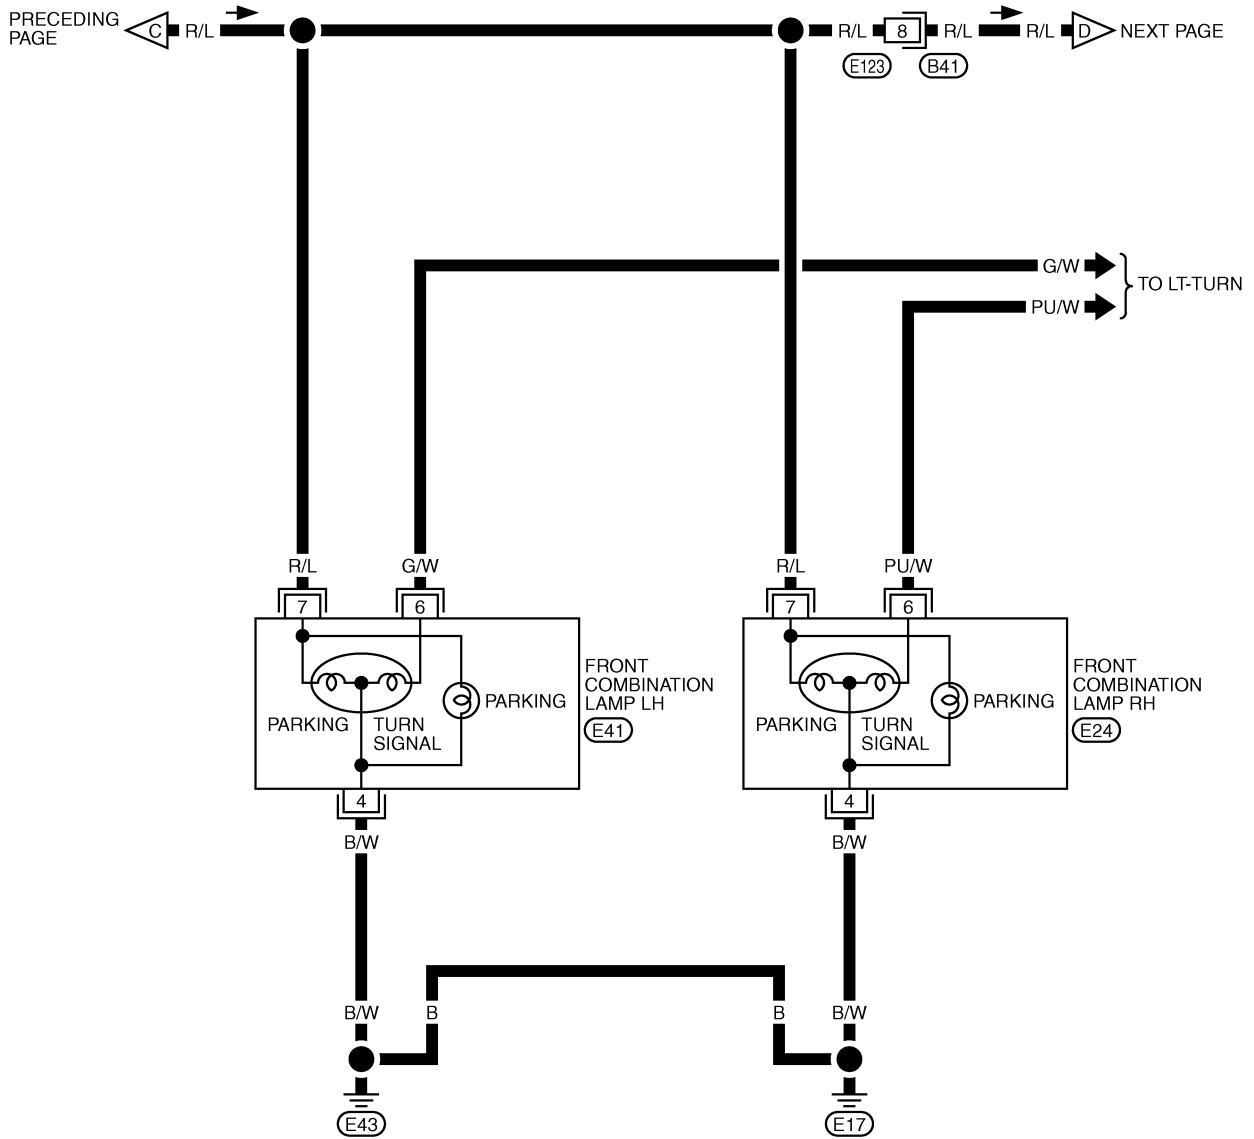 PRECEDING
PAGE
C
R/L
R/L
8
R/L
R/L
D
NEXT PAGE
E123
B41
G/W
TO LT-TURN
PU/W
R/L
G/W
R/L
PU/W
7
6
7
6
FRONT
COMBINATION
LAMP LH
E41
PARKING
PARKING
TURN
SIGNAL
FRONT
COMBINATION
LAMP RH
E24
PARKING
PARKING
TURN
SIGNAL
4
4
B/W
B/W
B/W
B
B
B/W
E43
E17